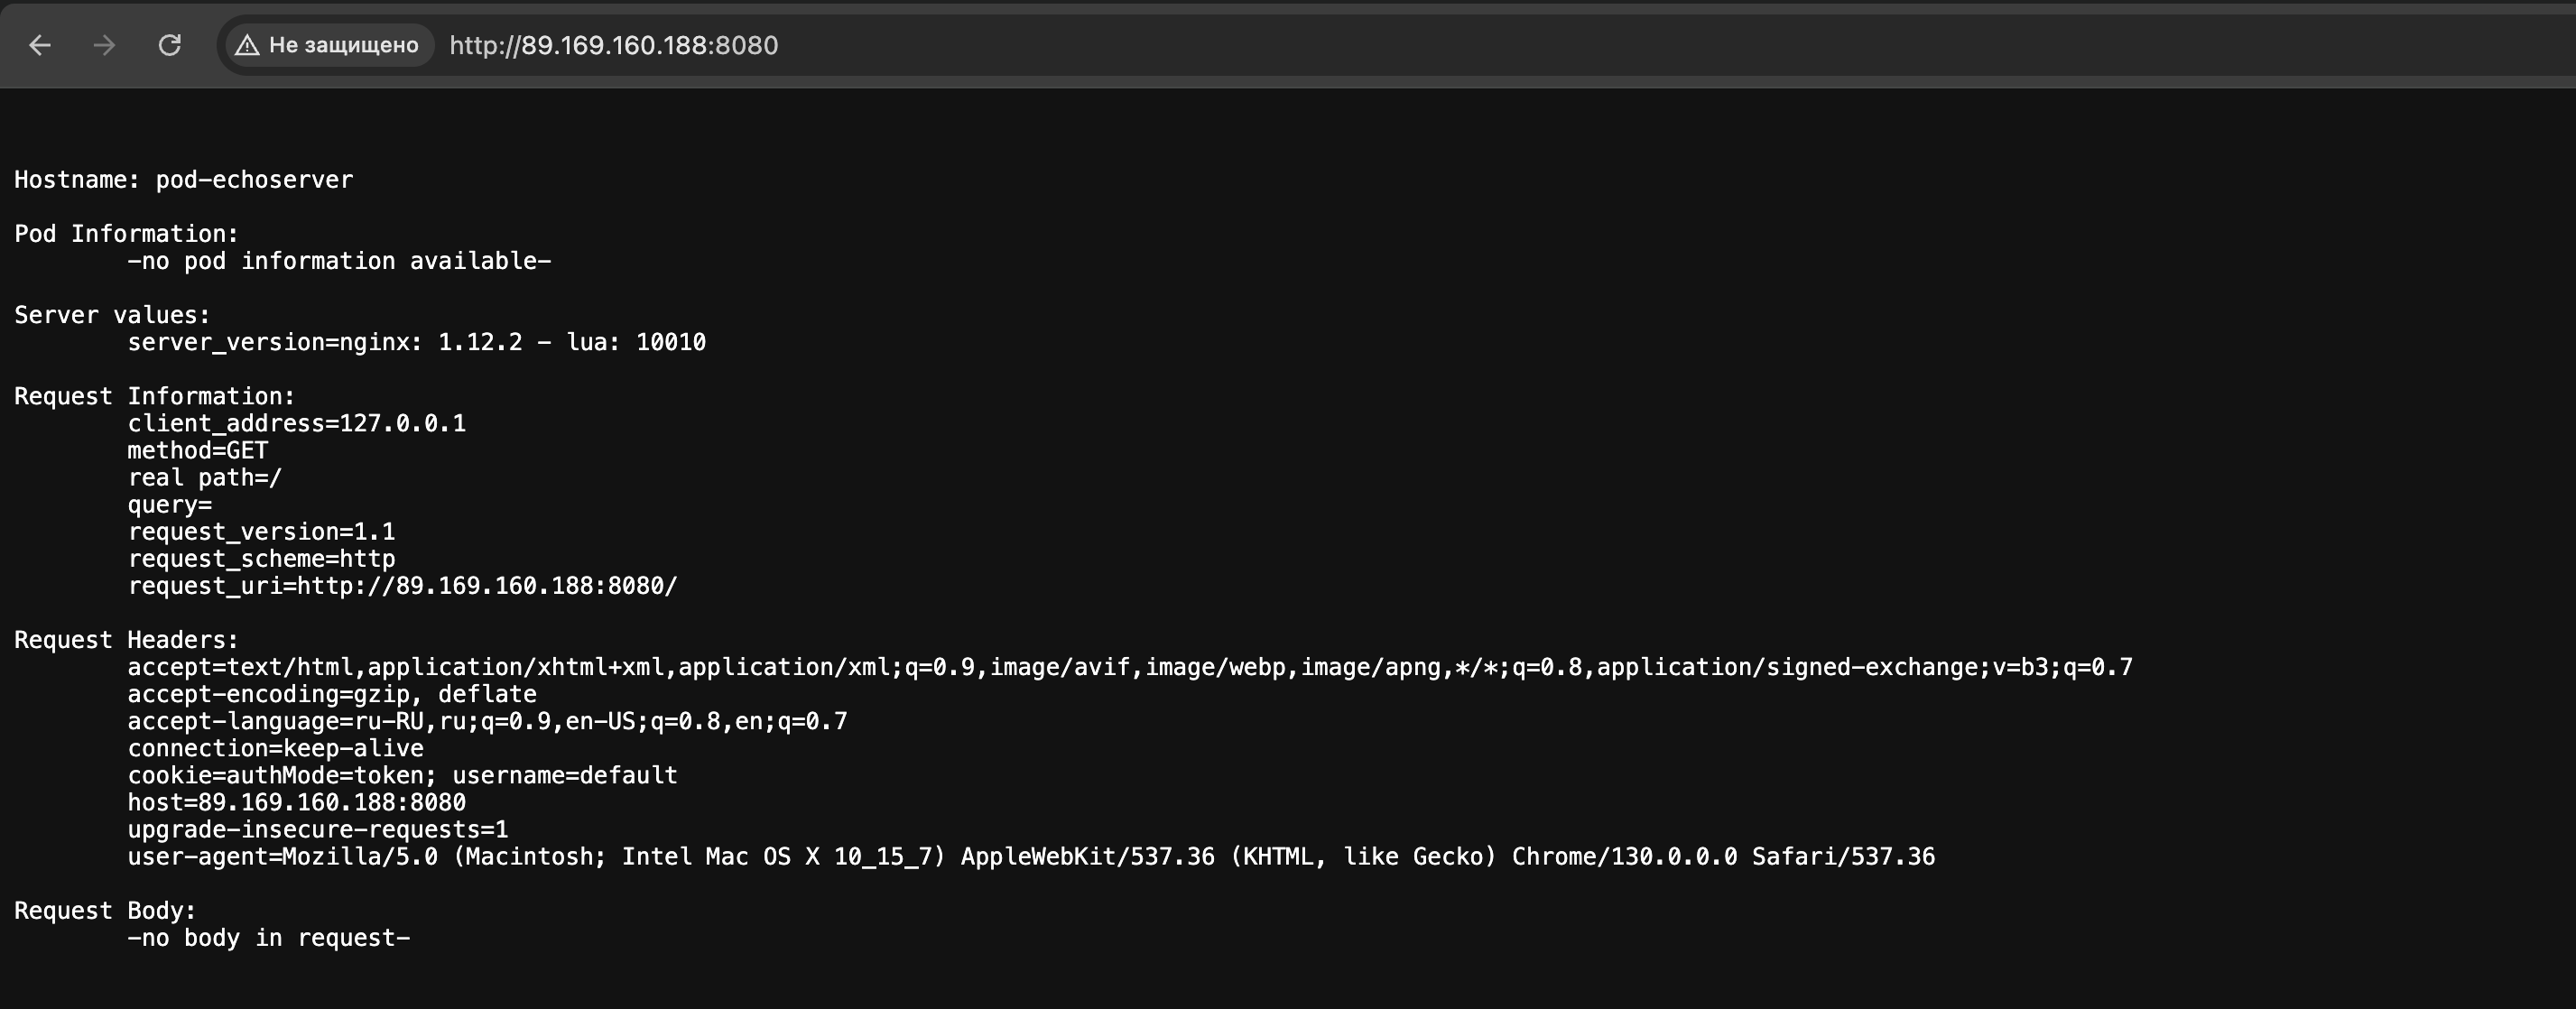 Не защищено http://89.169.160.188:8080
Hostname: pod-echoserver
Pod Information:
-no pod information available-
Server values:
server_version=nginx: 1.12.2 - lua: 10010
Request Information:
client_address=127.0.0.1
method=GET
real path=/
query=
request_version=1.1
request_scheme=http
request_uri=http://89.169.160.188:8080/
Request Headers:
accept=text/html,application/xhtml+xml,application/xml;q=0.9,image/avif,image/webp,image/apng,*/*;q=0.8,application/signed-exchange;v=b3;q=0.7
accept-encoding=gzip, deflate
accept-language=ru-RU,ru;q=0.9,en-US;q=0.8,en;q=0.7
connection=keep-alive
cookie=authMode=token; username=default
host=89.169.160.188:8080
upgrade-insecure-requests=1
user-agent=Mozilla/5.0 (Macintosh; Intel Mac OS X 10_15_7) AppleWebKit/537.36 (KHTML, like Gecko) Chrome/130.0.0.0 Safari/537.36
Request Body:
-no body in request-